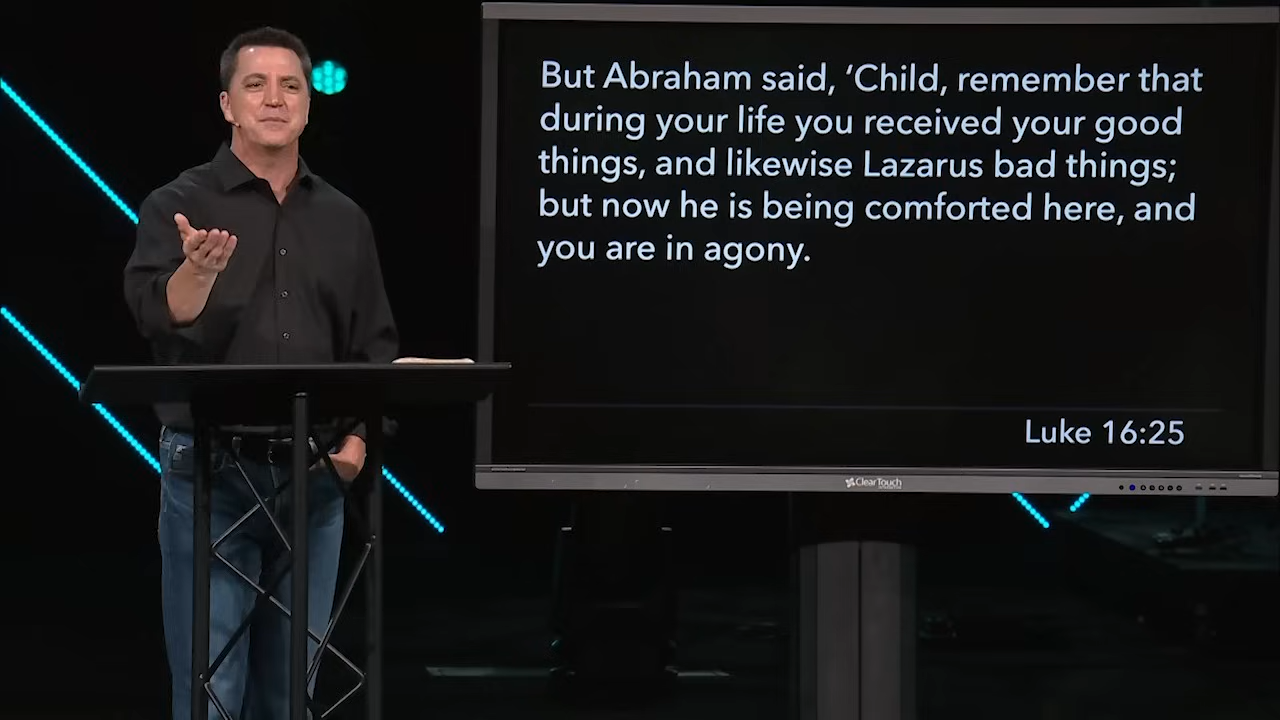 But Abraham said, ‘Child, remember that
during your life you received your good
things, and likewise Lazarus bad things;
but now he is being comforted here, and
you are in agony.
Luke 16:25
ClearTouch